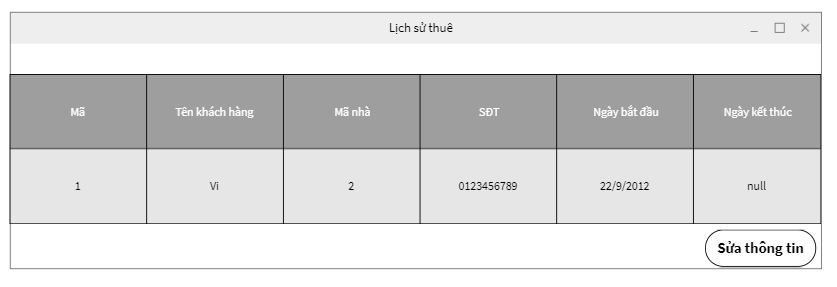 Lịch sử thuê
Mã Tên khách hàng Mã nhà SĐT Ngày bắt đầu Ngày kết thúc
1 Vi 2 0123456789 22/9/2012 null
Sửa thông tin